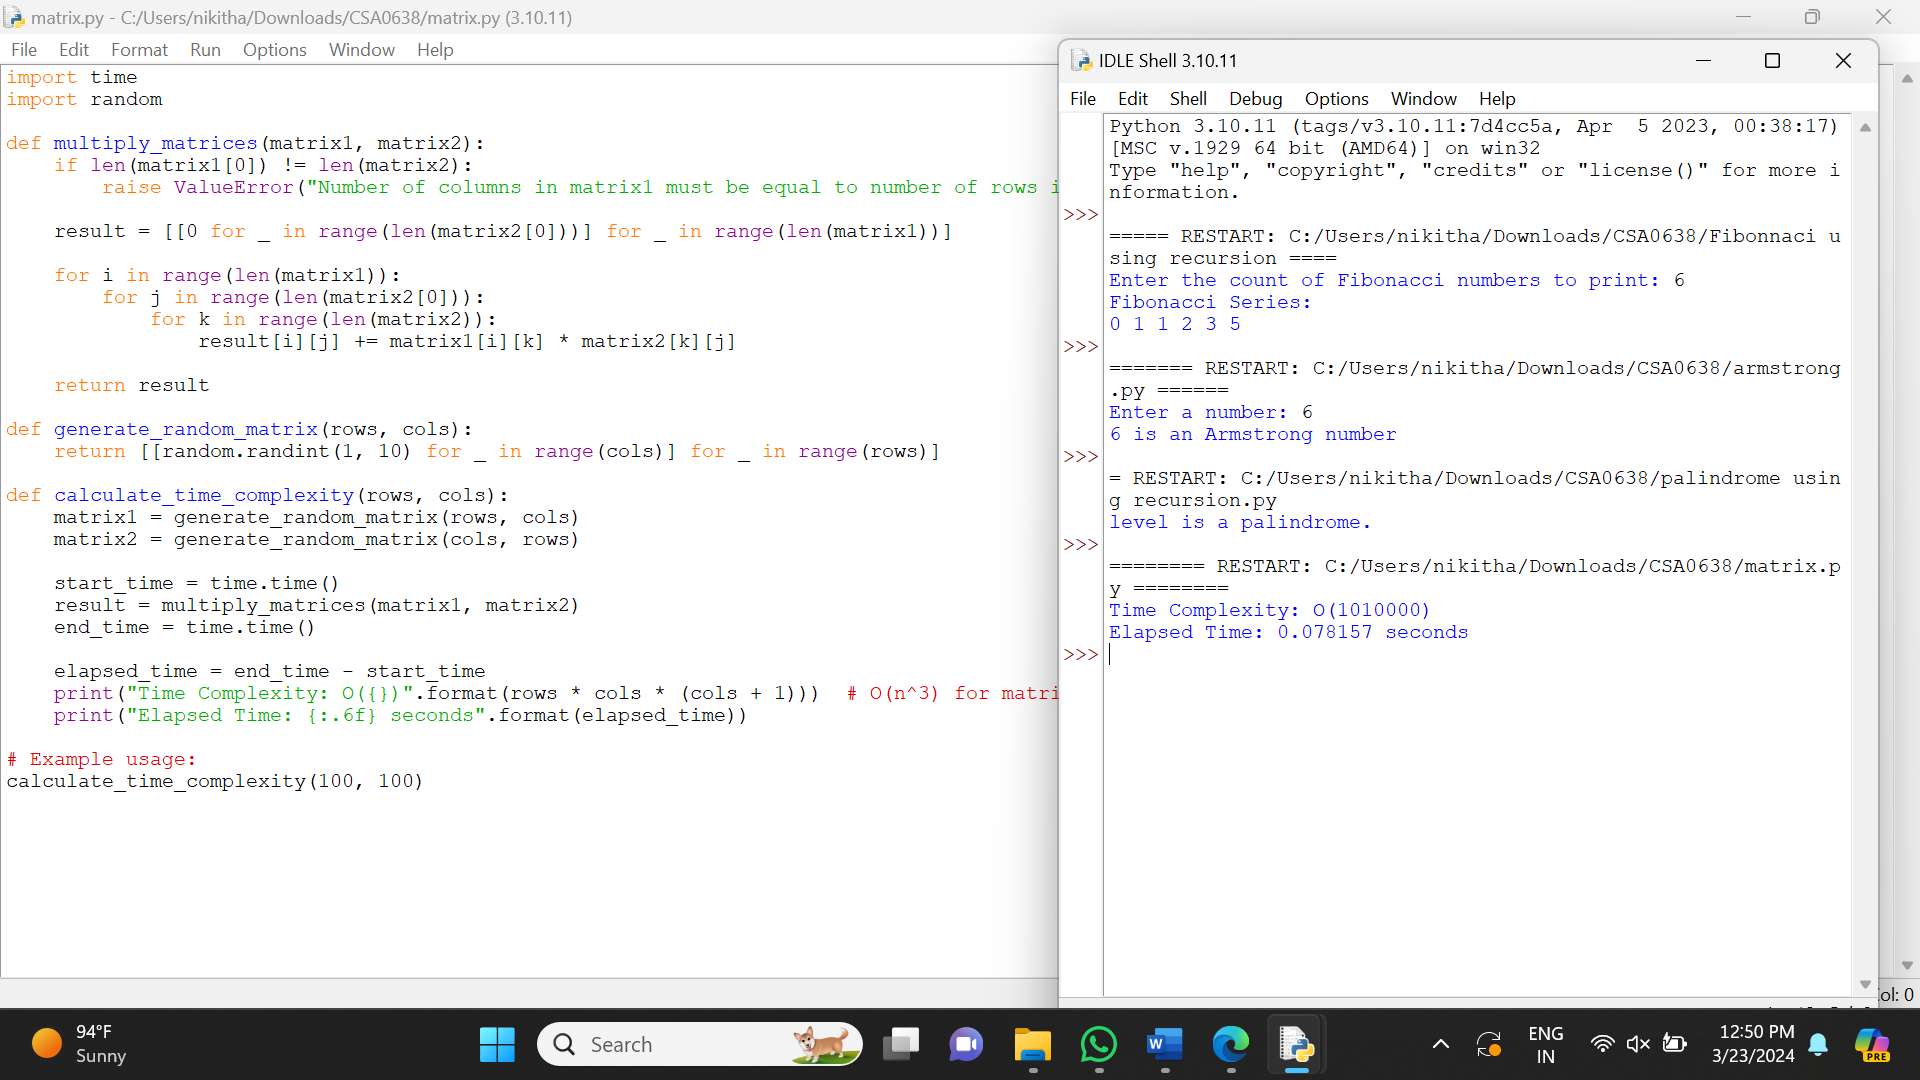 matrix.py - C:/Users/nikitha/Downloads/CSA0638/matrix.py (3.10.11)
File Edit Format Run Options Window Help
import time
import random
def multiply_matrices(matrix1, matrix2):
    if len(matrix1[0]) != len(matrix2):
        raise ValueError("Number of columns in matrix1 must be equal to number of rows i
    result = [[0 for _ in range(len(matrix2[0]))] for _ in range(len(matrix1))]
    for i in range(len(matrix1)):
        for j in range(len(matrix2[0])):
            for k in range(len(matrix2)):
                result[i][j] += matrix1[i][k] * matrix2[k][j]
    return result
def generate_random_matrix(rows, cols):
    return [[random.randint(1, 10) for _ in range(cols)] for _ in range(rows)]
def calculate_time_complexity(rows, cols):
    matrix1 = generate_random_matrix(rows, cols)
    matrix2 = generate_random_matrix(cols, rows)
    start_time = time.time()
    result = multiply_matrices(matrix1, matrix2)
    end_time = time.time()
    elapsed_time = end_time - start_time
    print("Time Complexity: O({})".format(rows * cols * (cols + 1)))  # O(n^3) for matri
    print("Elapsed Time: {:.6f} seconds".format(elapsed_time))
# Example usage:
calculate_time_complexity(100, 100)
IDLE Shell 3.10.11
File Edit Shell Debug Options Window Help
Python 3.10.11 (tags/v3.10.11:7d4cc5a, Apr  5 2023, 00:38:17)
[MSC v.1929 64 bit (AMD64)] on win32
Type "help", "copyright", "credits" or "license()" for more i
nformation.
>>>
===== RESTART: C:/Users/nikitha/Downloads/CSA0638/Fibonnaci u
sing recursion ====
Enter the count of Fibonacci numbers to print: 6
Fibonacci Series:
0 1 1 2 3 5
>>>
======= RESTART: C:/Users/nikitha/Downloads/CSA0638/armstrong
.py ======
Enter a number: 6
6 is an Armstrong number
>>>
= RESTART: C:/Users/nikitha/Downloads/CSA0638/palindrome usin
g recursion.py
level is a palindrome.
>>>
======== RESTART: C:/Users/nikitha/Downloads/CSA0638/matrix.p
y ========
Time Complexity: O(1010000)
Elapsed Time: 0.078157 seconds
>>>
ol: 0
94°F
Sunny
Search
W
ENG
IN
12:50 PM
3/23/2024
PRE